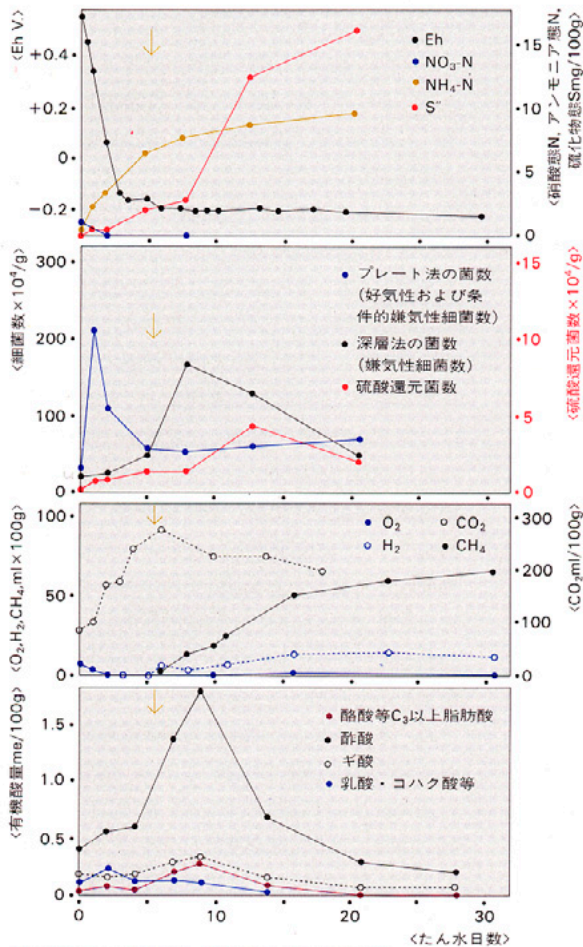 〈Eh V.〉
+0.4
+0.2
0
−0.2
● Eh
● NO₃-N
● NH₄-N
● S″
15
10
5
0
〈硝酸態N, アンモニア態N,
硫化物態Smg/100g〉
〈細菌数×10⁴/g〉
300
200
100
0
● プレート法の菌数
(好気性および条
件的嫌気性細菌数)
● 深層法の菌数
(嫌気性細菌数)
● 硫酸還元菌数
15
10
5
0
〈硫酸還元菌数×10⁴/g〉
〈O₂,H₂,CH₄,ml×100g〉
100
50
0
● O₂ ○ CO₂
○ H₂ ● CH₄
300
200
100
0
〈CO₂ml/100g〉
〈有機酸量me/100g〉
1.5
1.0
0.5
0
● 酪酸等C₃以上脂肪酸
● 酢酸
○ ギ酸
● 乳酸・コハク酸等
0 10 20 30
〈たん水日数〉